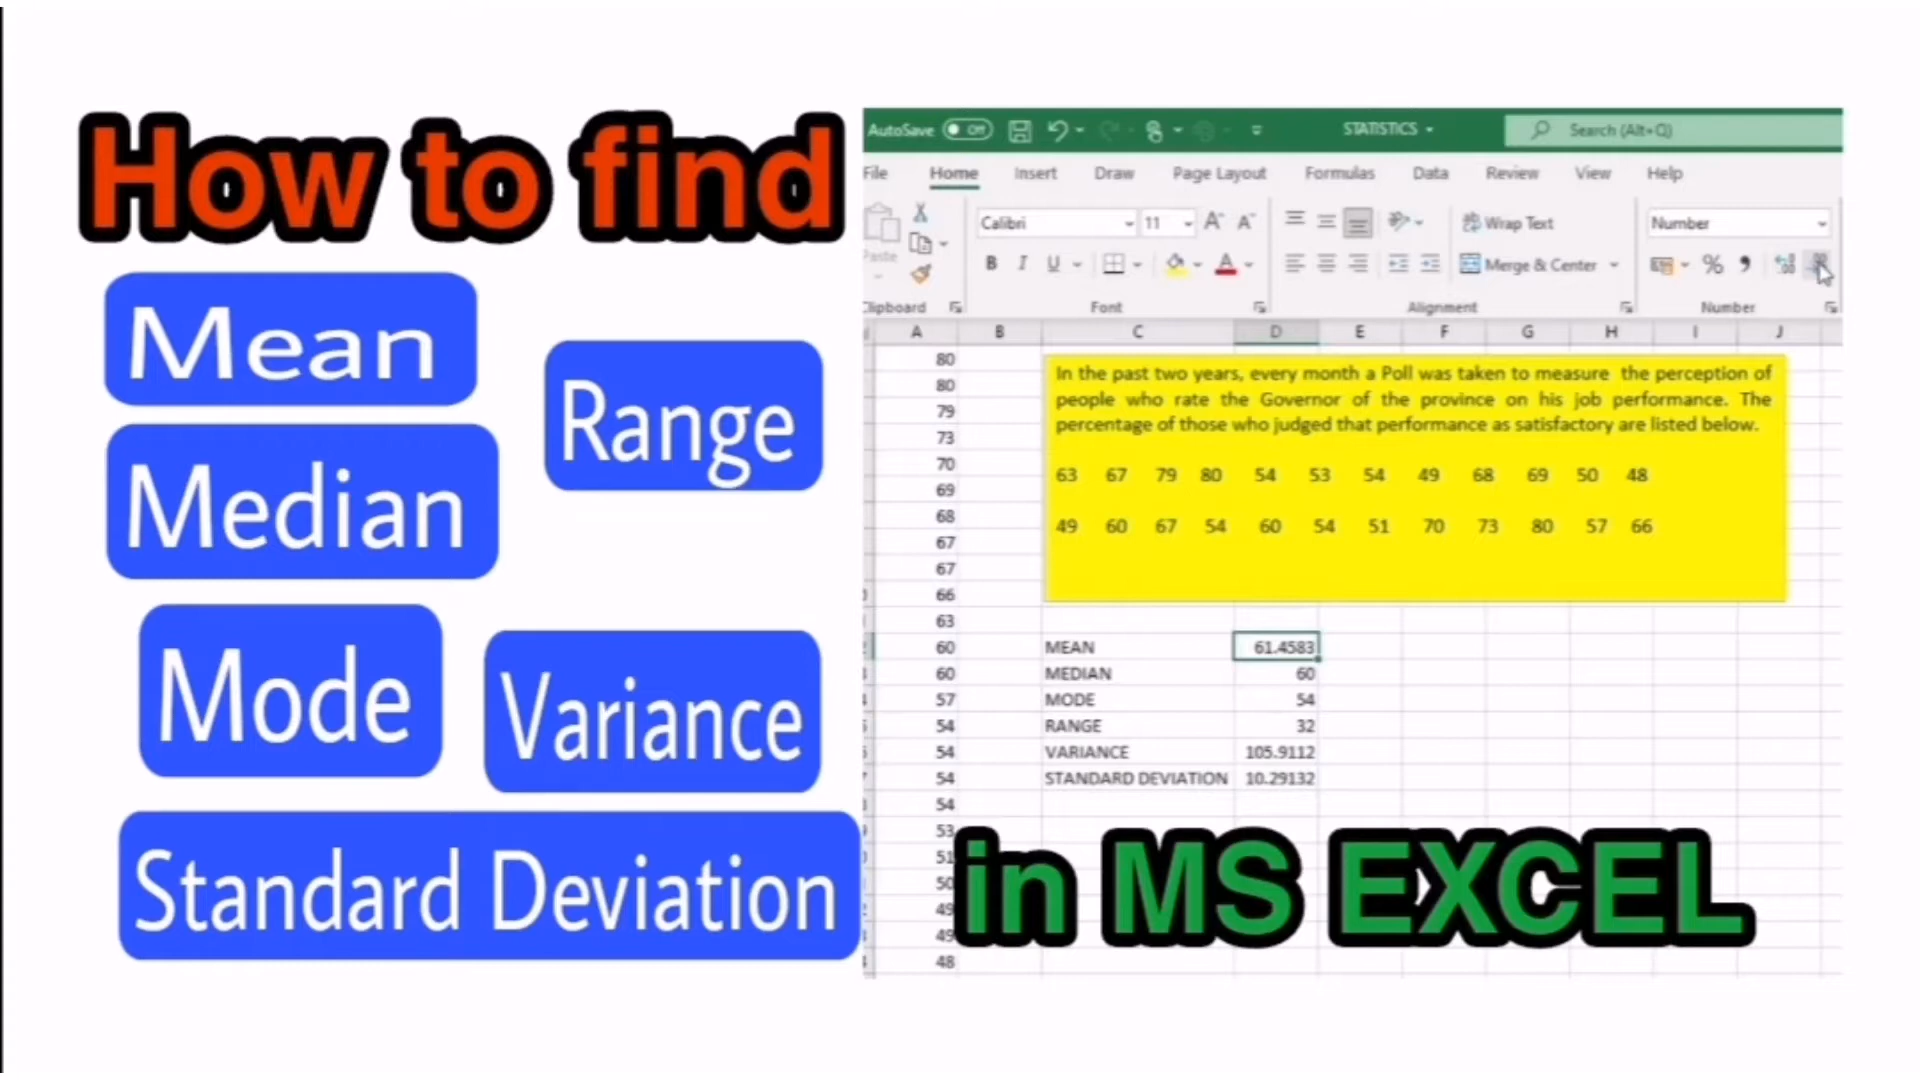 How to find
Mean
Range
Median
Mode
Variance
Standard Deviation
in MS EXCEL
AutoSave Off STATISTICS Search (Alt+Q)
File Home Insert Draw Page Layout Formulas Data Review View Help
Paste Calibri 11 A A Wrap Text Number
B I U A Merge & Center % ,
Clipboard Font Alignment Number
A B C D E F G H I J
80
80
79
73
70
69
68
67
67
66
63
60
60
57
54
54
54
54
53
51
50
49
49
48
In the past two years, every month a Poll was taken to measure the perception of
people who rate the Governor of the province on his job performance. The
percentage of those who judged that performance as satisfactory are listed below.
63 67 79 80 54 53 54 49 68 69 50 48
49 60 67 54 60 54 51 70 73 80 57 66
MEAN 61.4583
MEDIAN 60
MODE 54
RANGE 32
VARIANCE 105.9112
STANDARD DEVIATION 10.29132